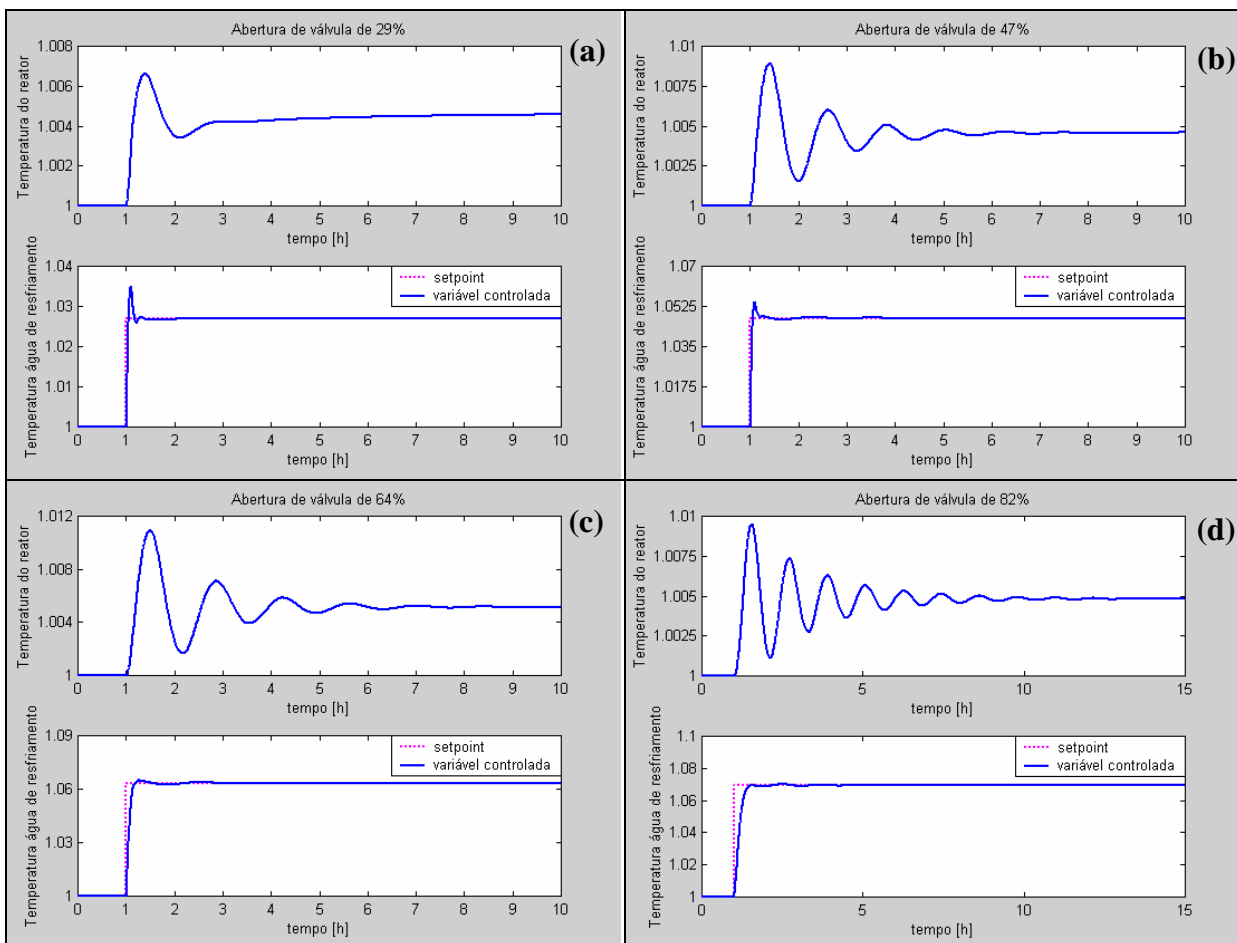 Abertura de válvula de 29%
(a)
Temperatura do reator
1.008
1.006
1.004
1.002
1
0 1 2 3 4 5 6 7 8 9 10
tempo [h]
Temperatura água de resfriamento
1.04
1.03
1.02
1.01
1
setpoint
variável controlada
0 1 2 3 4 5 6 7 8 9 10
tempo [h]
Abertura de válvula de 47%
(b)
Temperatura do reator
1.01
1.0075
1.005
1.0025
1
0 1 2 3 4 5 6 7 8 9 10
tempo [h]
Temperatura água de resfriamento
1.07
1.0525
1.035
1.0175
1
setpoint
variável controlada
0 1 2 3 4 5 6 7 8 9 10
tempo [h]
Abertura de válvula de 64%
(c)
Temperatura do reator
1.012
1.008
1.004
1
0 1 2 3 4 5 6 7 8 9 10
tempo [h]
Temperatura água de resfriamento
1.09
1.06
1.03
1
setpoint
variável controlada
0 1 2 3 4 5 6 7 8 9 10
tempo [h]
Abertura de válvula de 82%
(d)
Temperatura do reator
1.01
1.0075
1.005
1.0025
1
0 5 10 15
tempo [h]
Temperatura água de resfriamento
1.1
1.08
1.06
1.04
1.02
1
setpoint
variável controlada
0 5 10 15
tempo [h]